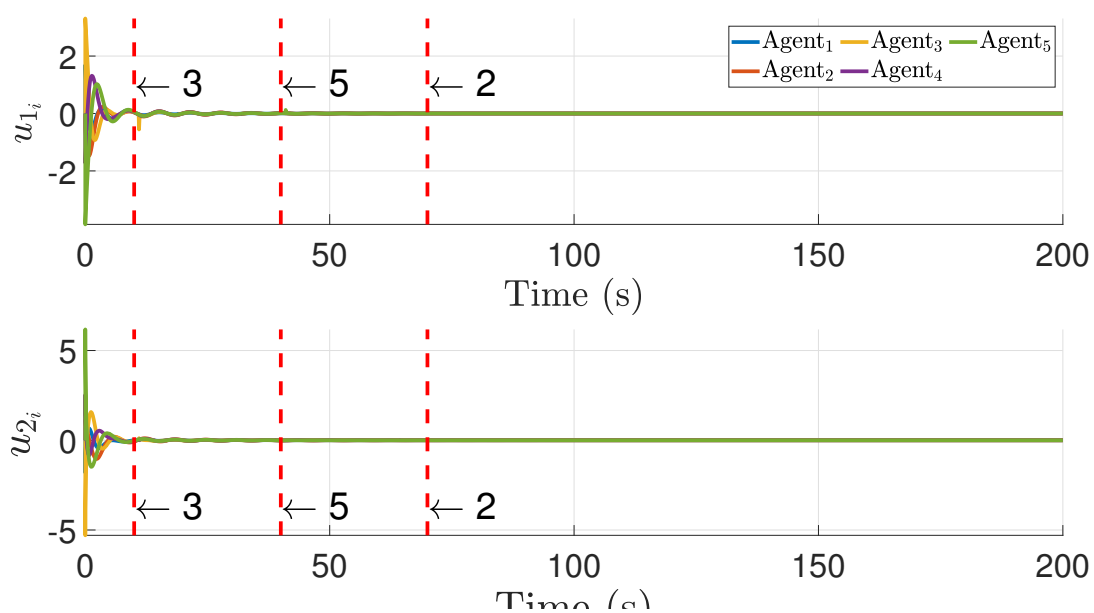 Agent₁ Agent₃ Agent₅
Agent₂ Agent₄
2
0
-2
u₁ᵢ
← 3 ← 5 ← 2
0 50 100 150 200
Time (s)
5
0
-5
u₂ᵢ
← 3 ← 5 ← 2
0 50 100 150 200
Time (s)